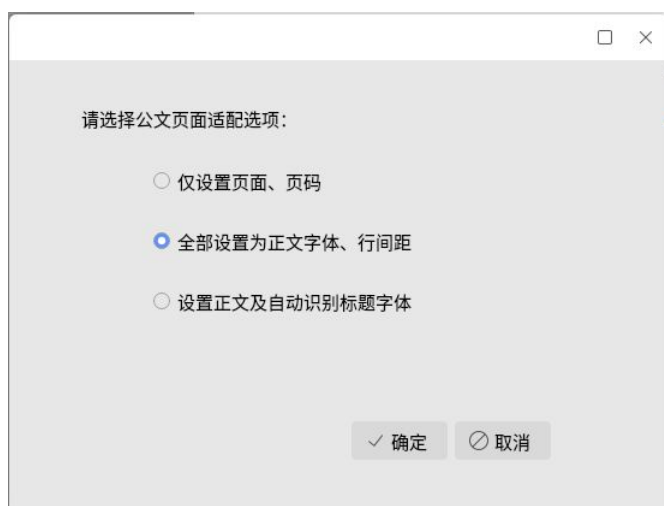 请选择公文页面适配选项：
仅设置页面、页码
全部设置为正文字体、行间距
设置正文及自动识别标题字体
确定 取消